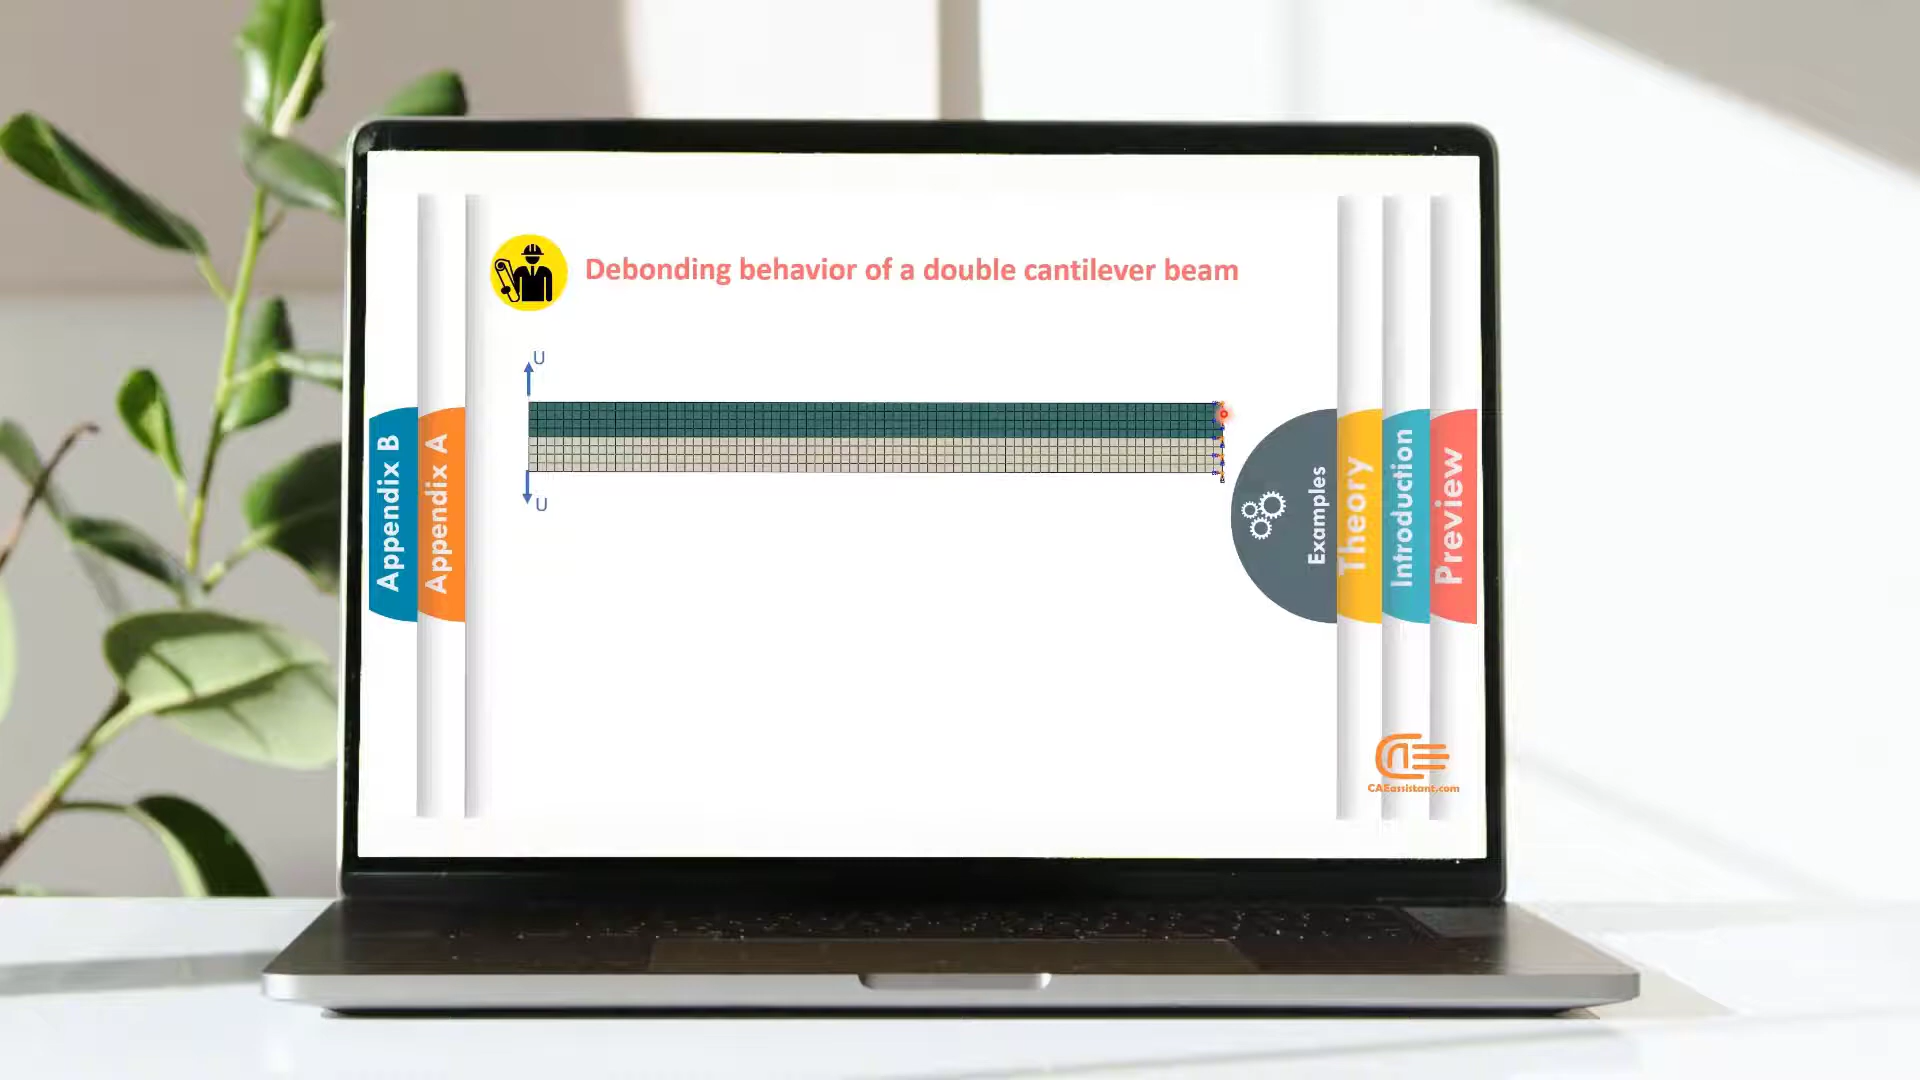 Debonding behavior of a double cantilever beam
U
U
Appendix B
Appendix A
Examples
Theory
Introduction
Preview
CAEassistant.com